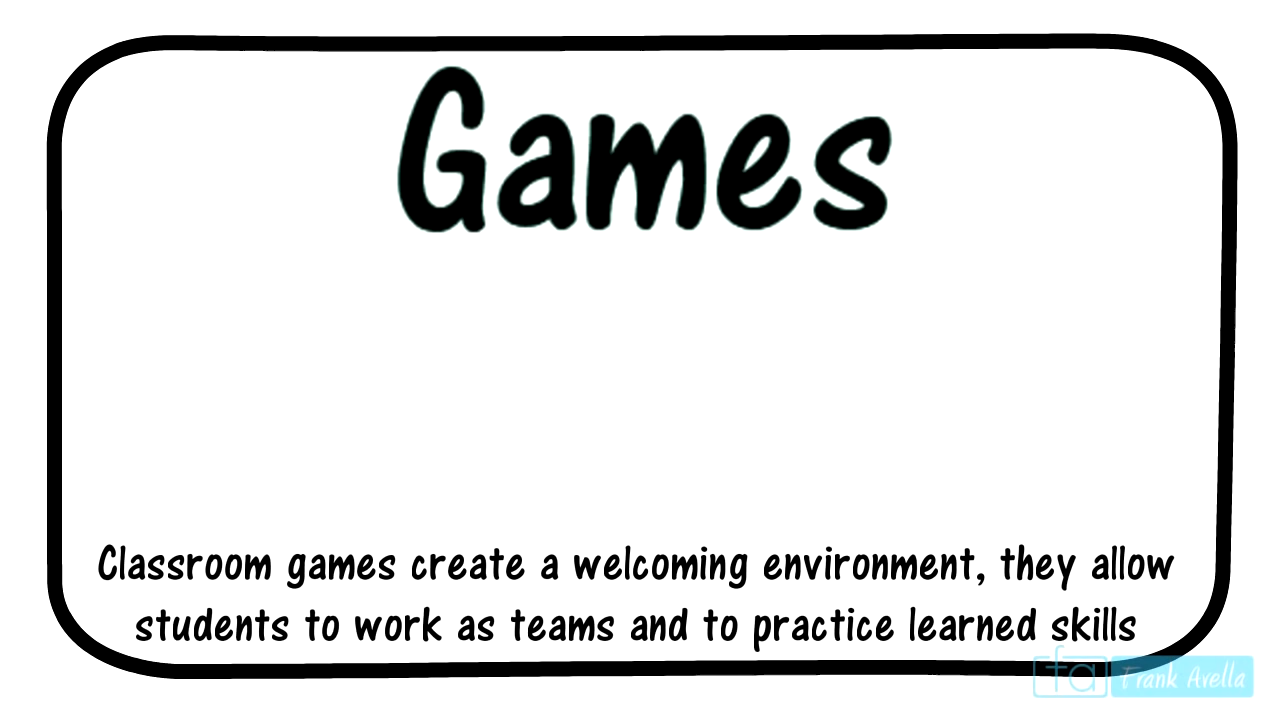 Games
Classroom games create a welcoming environment, they allow
students to work as teams and to practice learned skills
fa Frank Avella